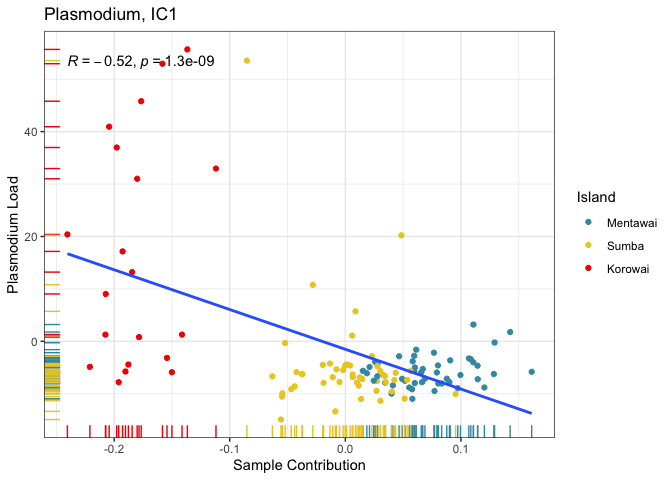 Plasmodium, IC1
R = −0.52, p = 1.3e-09
40
20
0
-0.2
-0.1
0.0
0.1
Sample Contribution
Plasmodium Load
Island
Mentawai
Sumba
Korowai